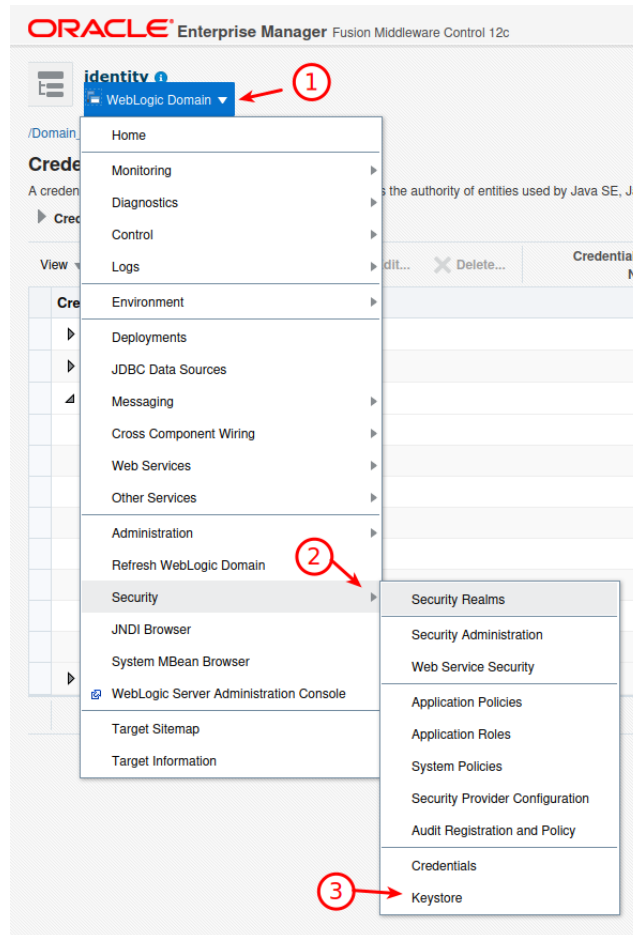 ORACLE Enterprise Manager Fusion Middleware Control 12c
identity
1
WebLogic Domain
/Domain_
Home
Crede
Monitoring
A creden
s the authority of entities used by Java SE, J
Diagnostics
Cred
Control
View
Logs
dit...
Delete...
Credential
N
Cre
Environment
Deployments
JDBC Data Sources
Messaging
Cross Component Wiring
Web Services
Other Services
Administration
2
Refresh WebLogic Domain
Security
Security Realms
JNDI Browser
Security Administration
System MBean Browser
Web Service Security
WebLogic Server Administration Console
Application Policies
Target Sitemap
Application Roles
Target Information
System Policies
Security Provider Configuration
Audit Registration and Policy
Credentials
3
Keystore